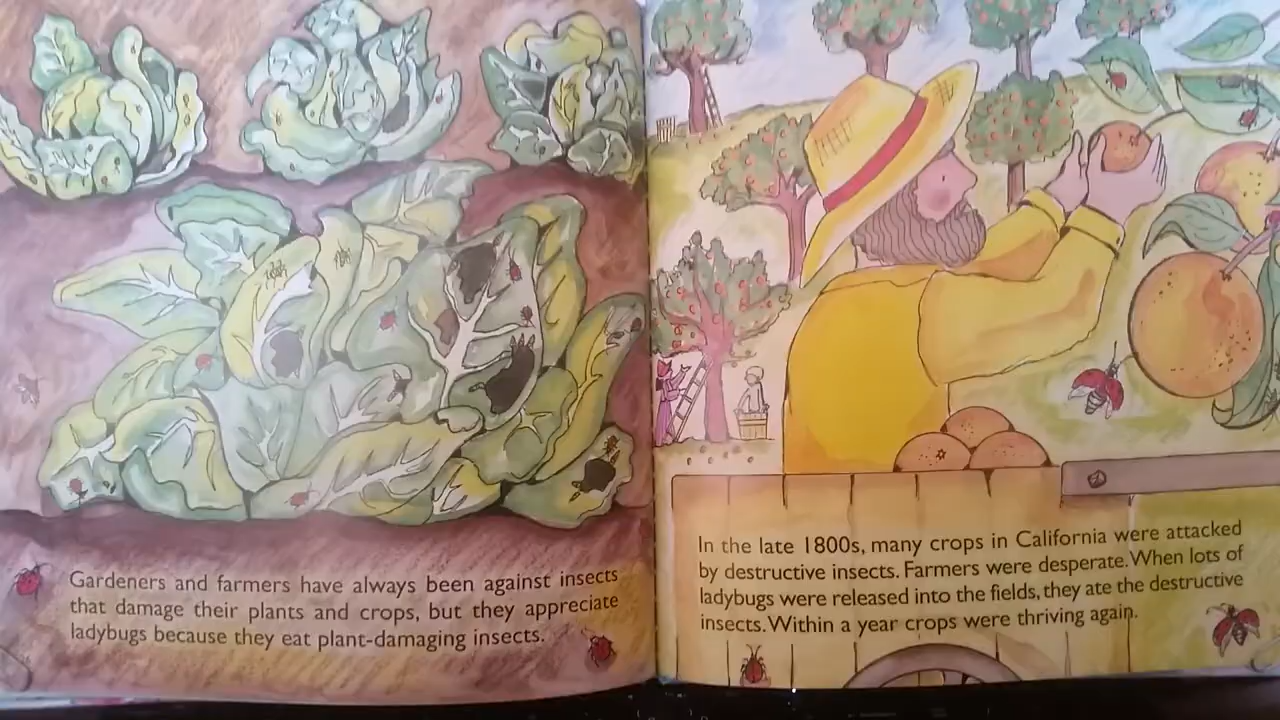 Gardeners and farmers have always been against insects
that damage their plants and crops, but they appreciate
ladybugs because they eat plant-damaging insects.
In the late 1800s, many crops in California were attacked
by destructive insects. Farmers were desperate. When lots of
ladybugs were released into the fields, they ate the destructive
insects. Within a year crops were thriving again.